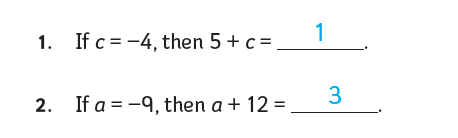 1. If c = −4, then 5 + c = 1.
2. If a = −9, then a + 12 = 3.